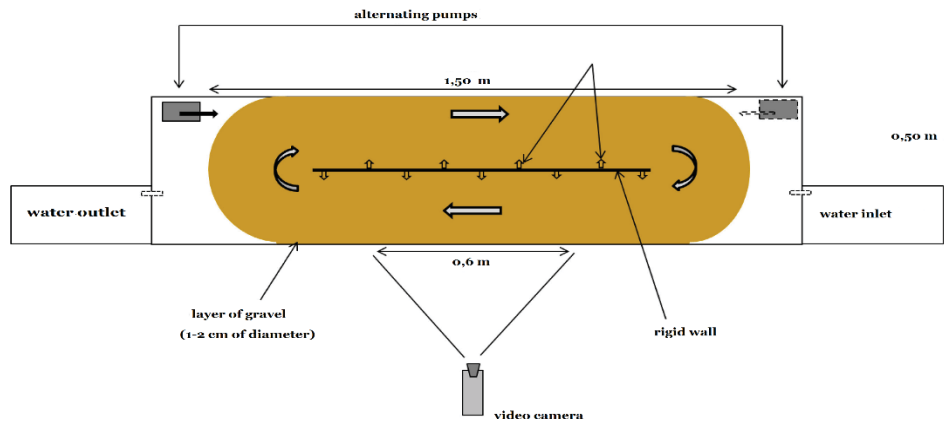 alternating pumps
1,50 m
0,50 m
water outlet
water inlet
0,6 m
layer of gravel
(1-2 cm of diameter)
rigid wall
video camera